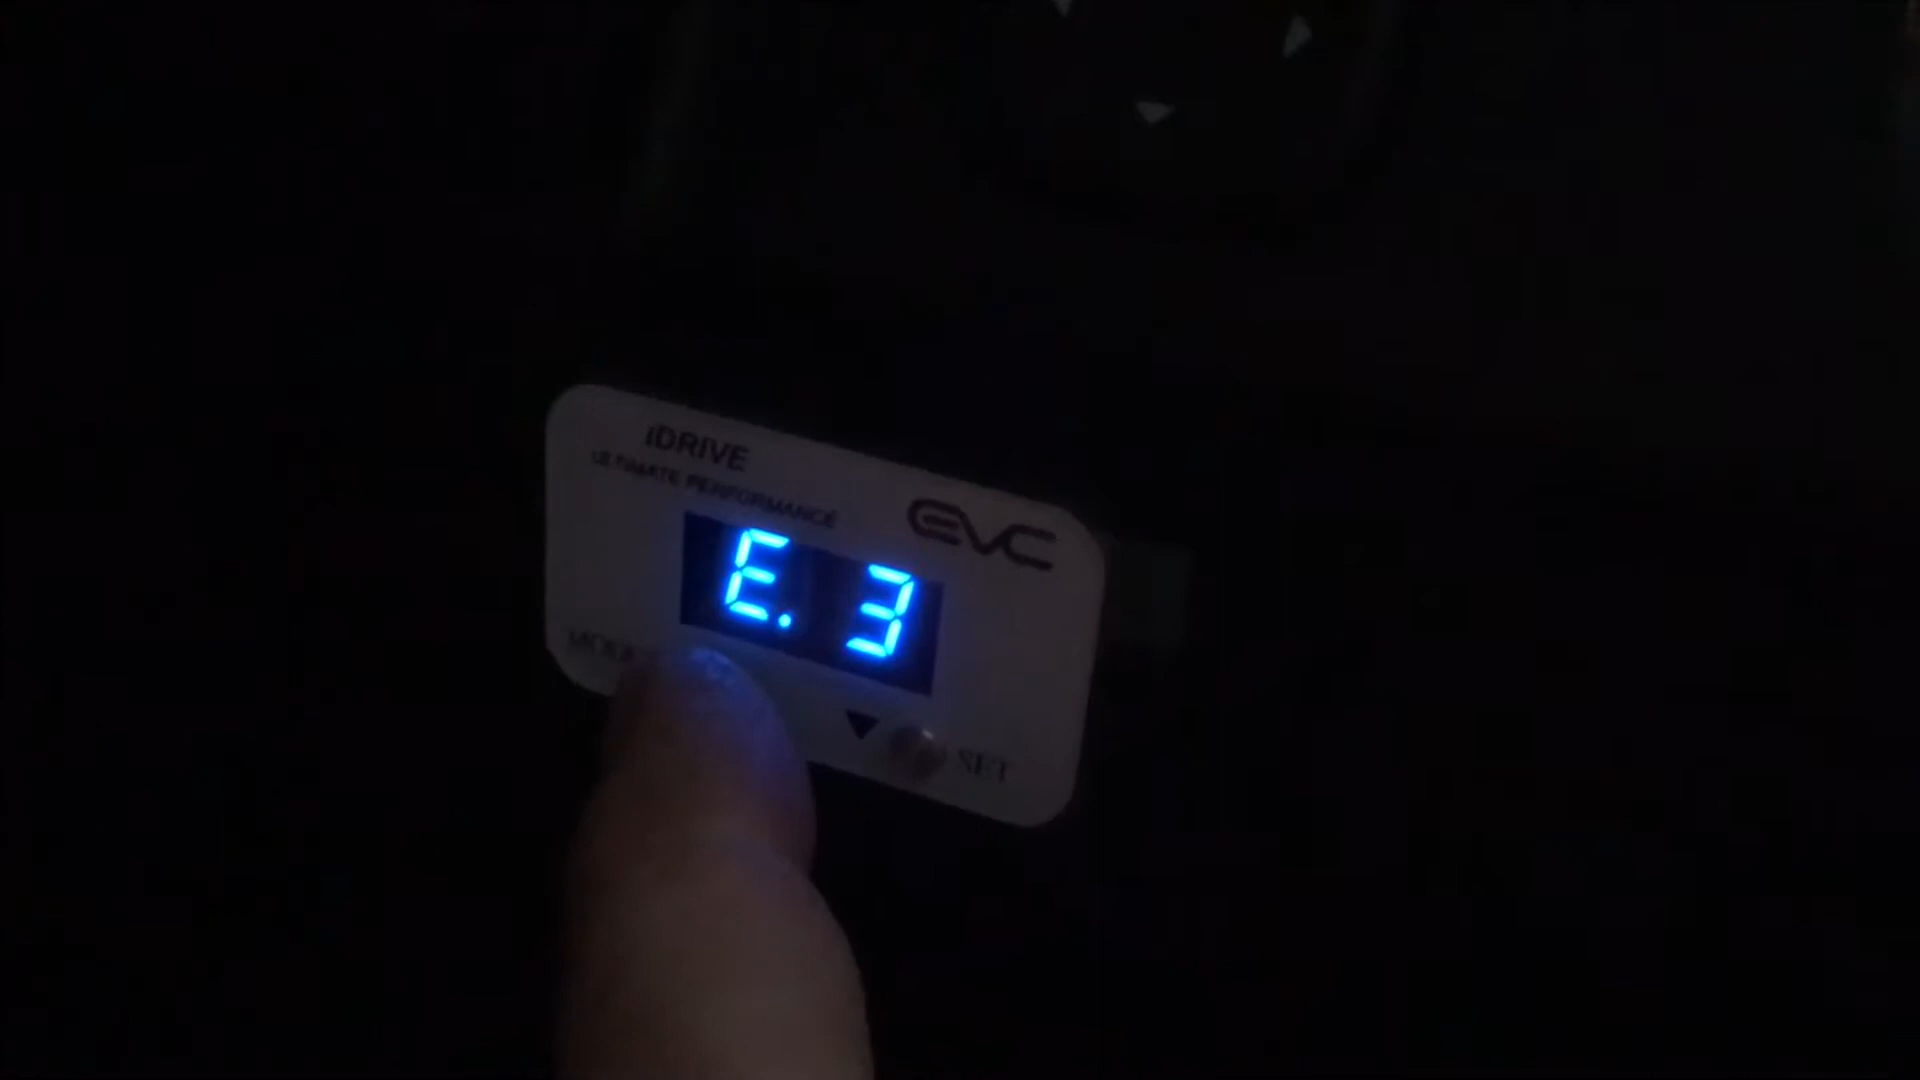 iDRIVE
ULTIMATE PERFORMANCE
EVC
E. 3
▼ SET